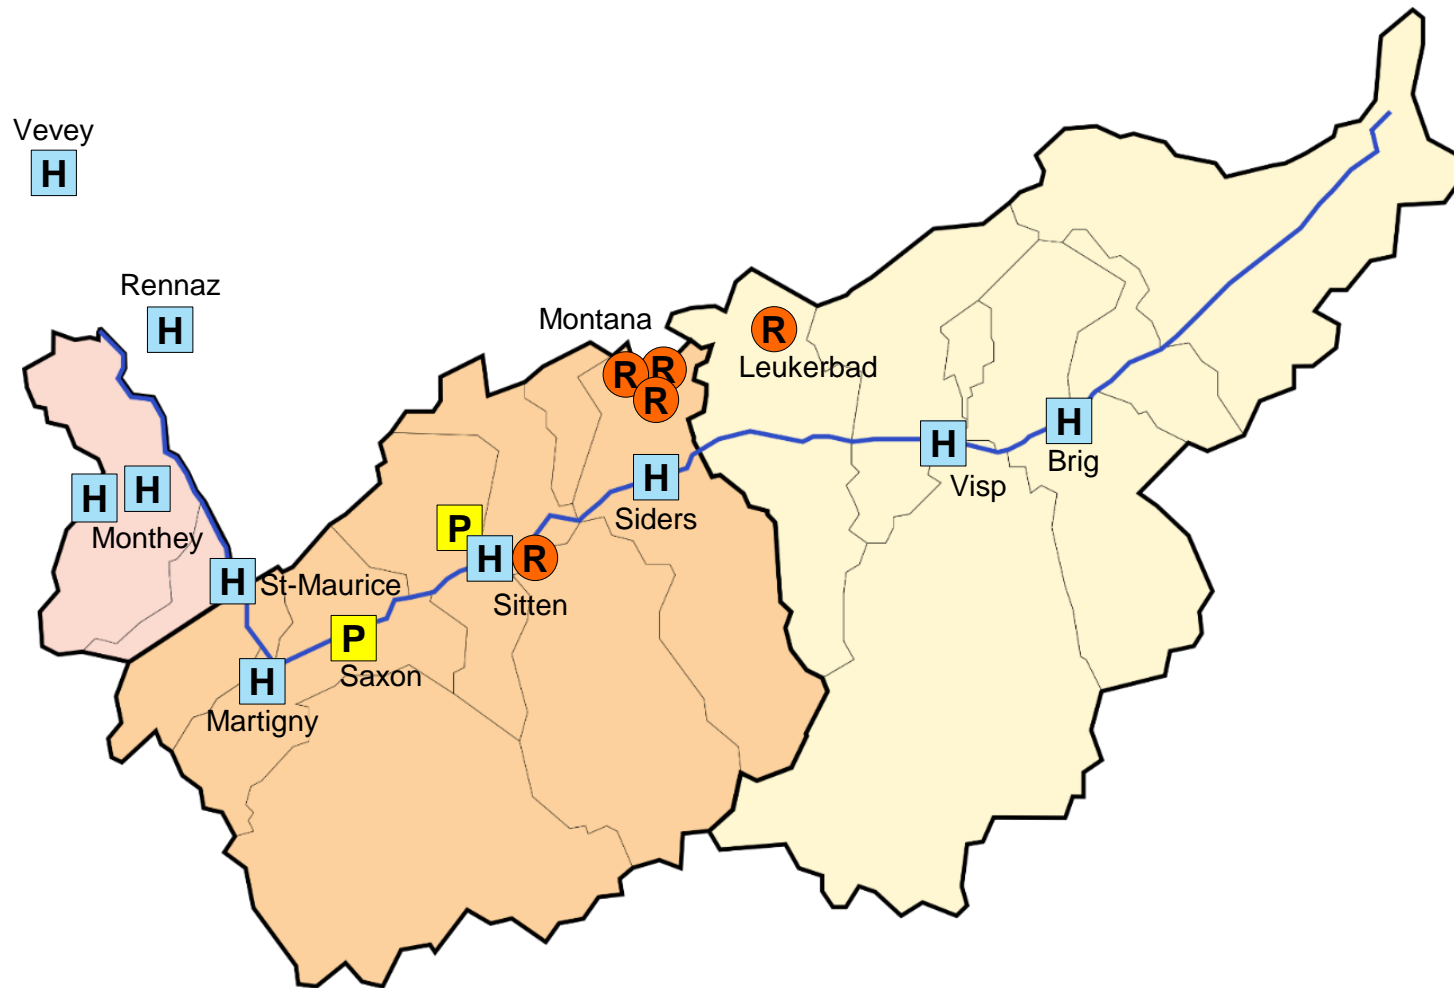 Vevey
H
Rennaz
H
Montana
R
R
R
R
Leukerbad
H
Visp
H
Brig
H
Siders
H
H
Monthey
P
H
R
Sitten
H
St-Maurice
P
Saxon
H
Martigny